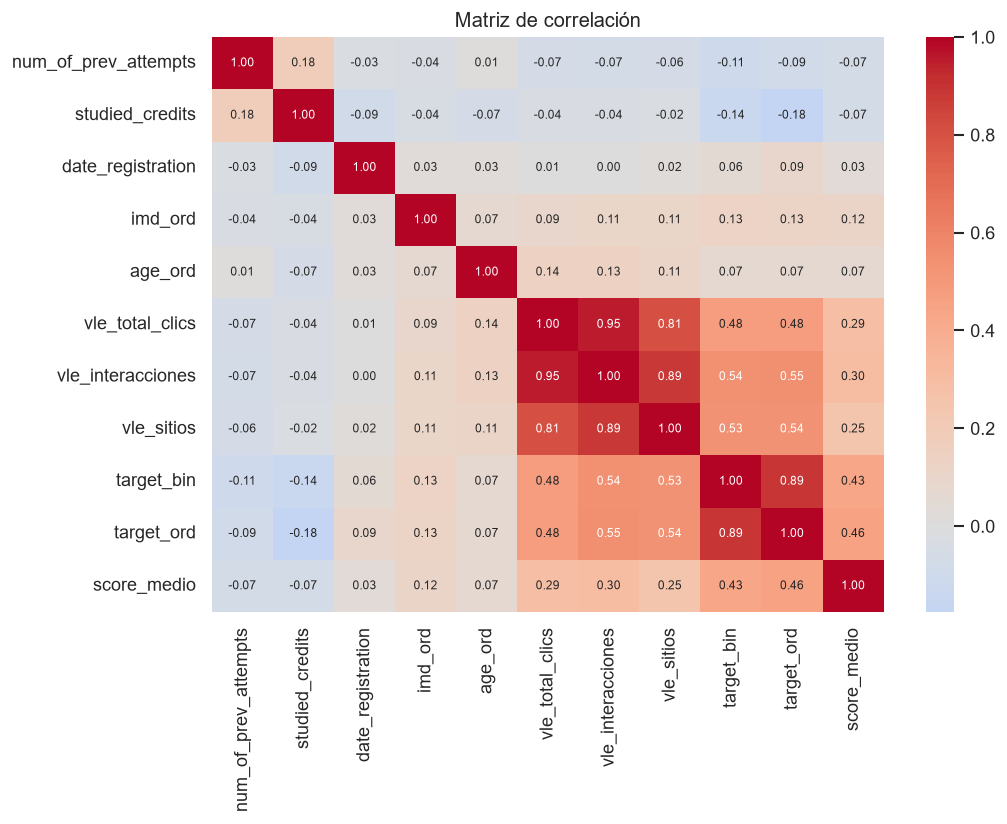 Matriz de correlación
num_of_prev_attempts 1.00 0.18 -0.03 -0.04 0.01 -0.07 -0.07 -0.06 -0.11 -0.09 -0.07
studied_credits 0.18 1.00 -0.09 -0.04 -0.07 -0.04 -0.04 -0.02 -0.14 -0.18 -0.07
date_registration -0.03 -0.09 1.00 0.03 0.03 0.01 0.00 0.02 0.06 0.09 0.03
imd_ord -0.04 -0.04 0.03 1.00 0.07 0.09 0.11 0.11 0.13 0.13 0.12
age_ord 0.01 -0.07 0.03 0.07 1.00 0.14 0.13 0.11 0.07 0.07 0.07
vle_total_clics -0.07 -0.04 0.01 0.09 0.14 1.00 0.95 0.81 0.48 0.48 0.29
vle_interacciones -0.07 -0.04 0.00 0.11 0.13 0.95 1.00 0.89 0.54 0.55 0.30
vle_sitios -0.06 -0.02 0.02 0.11 0.11 0.81 0.89 1.00 0.53 0.54 0.25
target_bin -0.11 -0.14 0.06 0.13 0.07 0.48 0.54 0.53 1.00 0.89 0.43
target_ord -0.09 -0.18 0.09 0.13 0.07 0.48 0.55 0.54 0.89 1.00 0.46
score_medio -0.07 -0.07 0.03 0.12 0.07 0.29 0.30 0.25 0.43 0.46 1.00
num_of_prev_attempts
studied_credits
date_registration
imd_ord
age_ord
vle_total_clics
vle_interacciones
vle_sitios
target_bin
target_ord
score_medio
1.0
0.8
0.6
0.4
0.2
0.0